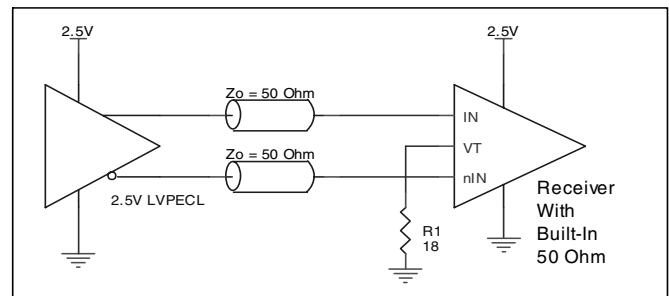 2.5V
2.5V
Zo = 50 Ohm
IN
VT
Zo = 50 Ohm
nIN
2.5V LVPECL
R1
18
Receiver
With
Built-In
50 Ohm